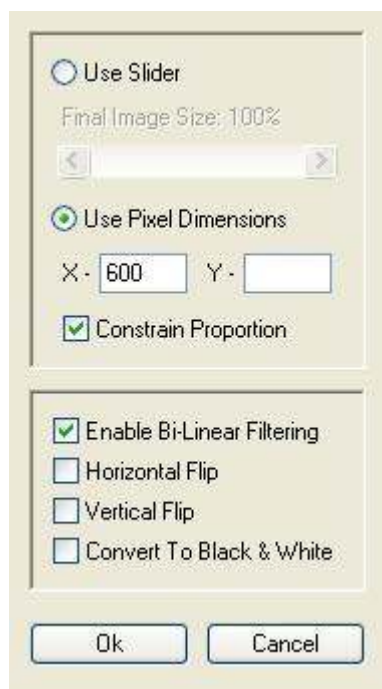 Use Slider
Final Image Size: 100%
Use Pixel Dimensions
X - 600 Y -
Constrain Proportion
Enable Bi-Linear Filtering
Horizontal Flip
Vertical Flip
Convert To Black & White
Ok Cancel